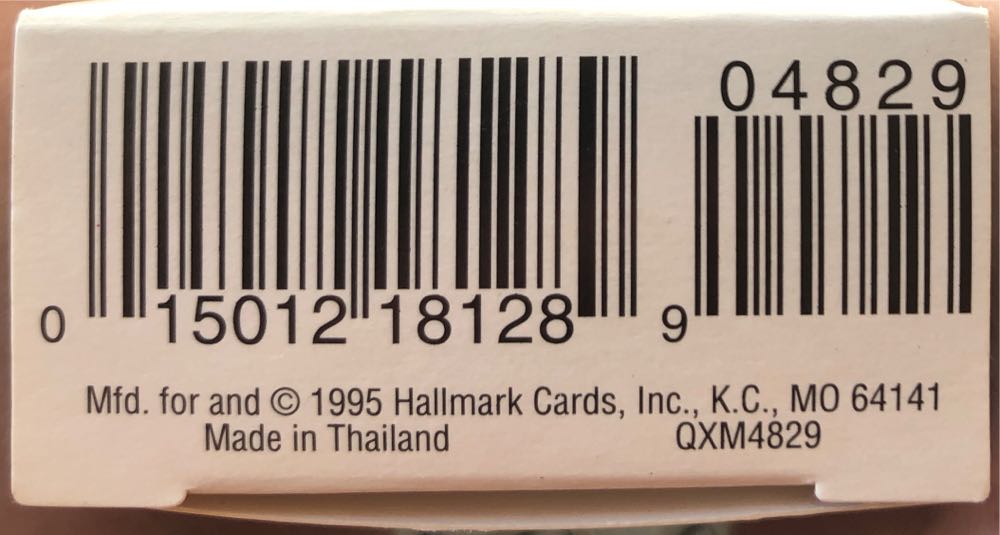 04829
0 15012 18128 9
Mfd. for and © 1995 Hallmark Cards, Inc., K.C., MO 64141
Made in Thailand QXM4829